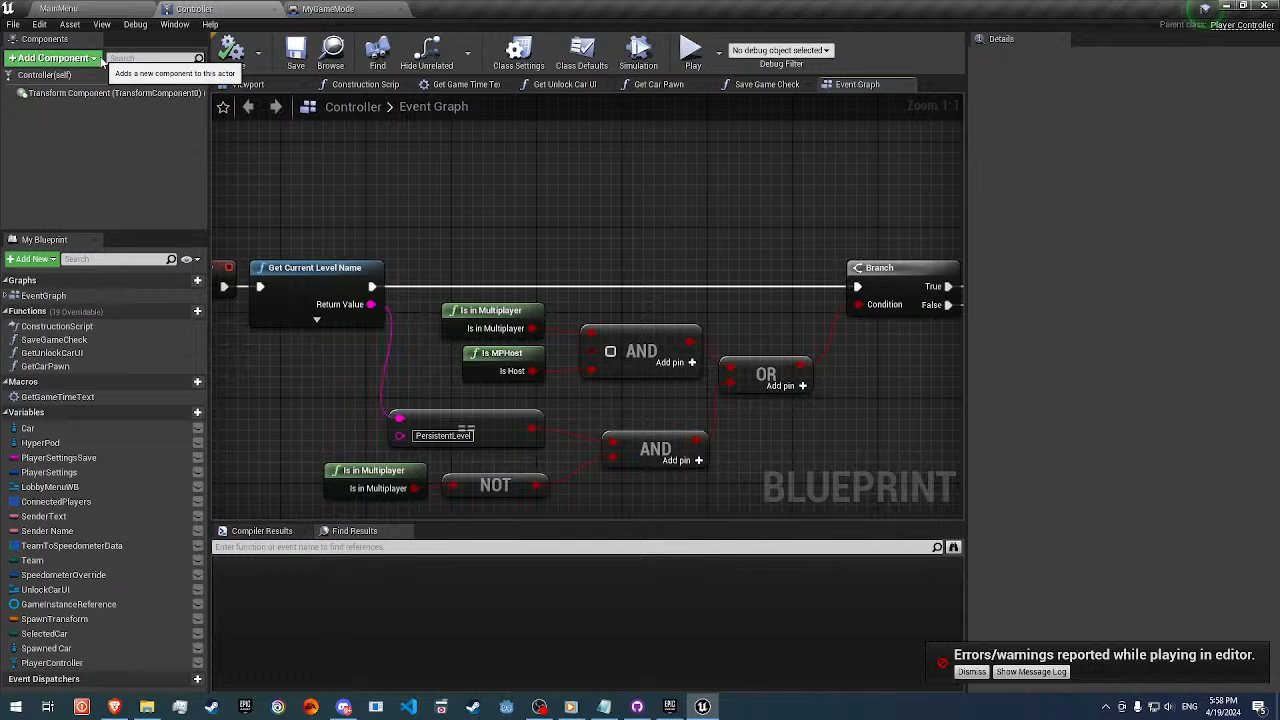 MainMenu
Controller
MyGameMode
File
Edit
Asset
View
Debug
Window
Help
Parent class: Player Controller
Components
+ Add Component
Search
Adds a new component to this actor
Controller(self)
Transform Component (TransformComponent)
Save
Browse
Find
Hide Unrelated
Class Settings
Class Defaults
Simulation
Play
No debug object selected
Debug Filter
Details
Construction Scrip
Get Game Time Te
Get Unlock Car UI
Get Car Pawn
Save Game Check
Event Graph
Controller > Event Graph
Zoom 1:1
My Blueprint
+ Add New
Search
Graphs
EventGraph
Functions (19 Overridable)
ConstructionScript
SaveGameCheck
GetUnlockCarUI
GetCarPawn
Macros
Variables
Car
HyperPod
PlayerSettingsSave
PlayerSettings
LobbyMenuWB
ConnectedPlayers
SenderText
Sender Name
TeamToSpeedometerData
Team
SpeedometerOverride
UnlockCarUI
GameInstanceReference
SpawnTransform
SelectedCar
Spawned Car
PlayerController
Event Dispatchers
Get Current Level Name
Return Value
Is in Multiplayer
Is in Multiplayer
Is MPHost
Is Host
AND
Add pin +
OR
Add pin +
==
PersistentLevel
AND
Add pin +
Is in Multiplayer
Is in Multiplayer
NOT
Branch
True
Condition
False
BLUEPRINT
Compiler Results
Find Results
Enter function or event name to find references.
Errors/warnings reported while playing in editor.
Dismiss
Show Message Log
5:58 PM